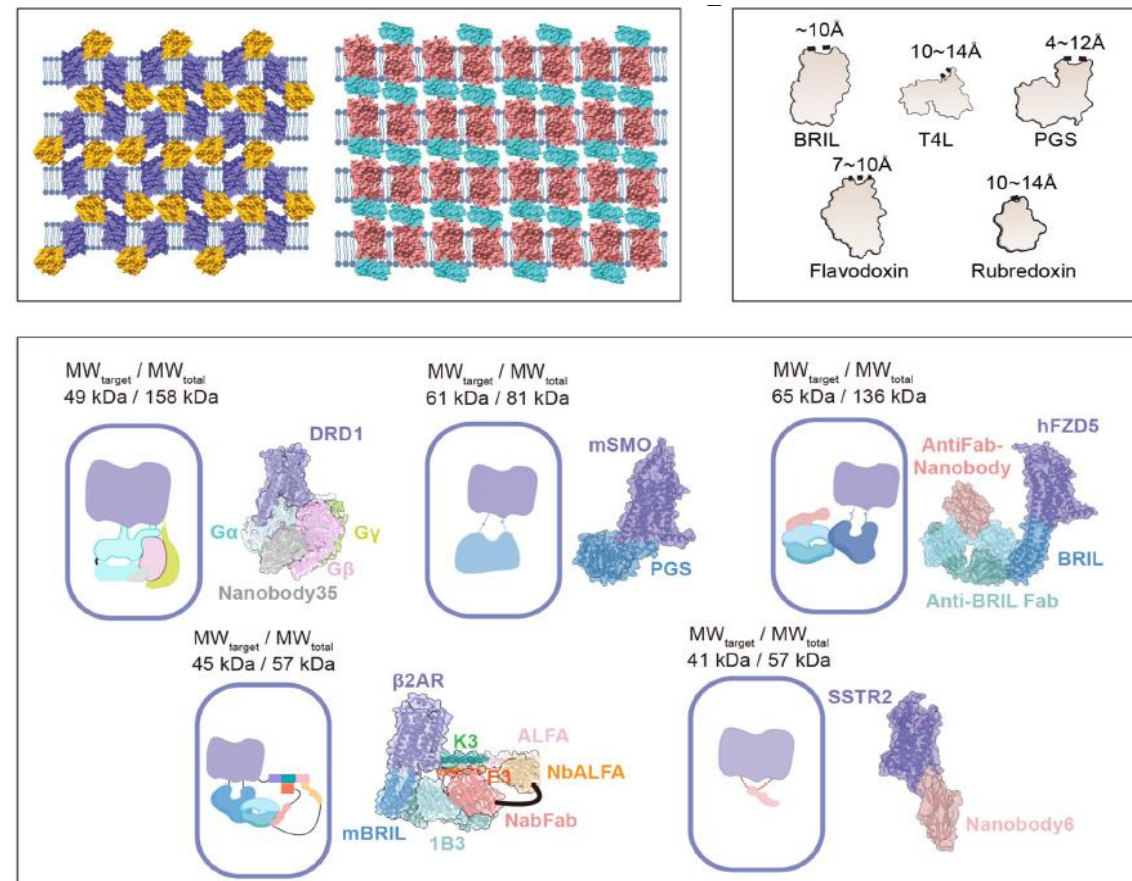 ~10Å
10~14Å
4~12Å
BRIL
T4L
PGS
7~10Å
10~14Å
Flavodoxin
Rubredoxin
MWtarget / MWtotal
49 kDa / 158 kDa
DRD1
Gα
Gγ
Gβ
Nanobody35
MWtarget / MWtotal
61 kDa / 81 kDa
mSMO
PGS
MWtarget / MWtotal
65 kDa / 136 kDa
hFZD5
AntiFab-
Nanobody
BRIL
Anti-BRIL Fab
MWtarget / MWtotal
45 kDa / 57 kDa
β2AR
K3
ALFA
E3
NbALFA
NabFab
mBRIL
1B3
MWtarget / MWtotal
41 kDa / 57 kDa
SSTR2
Nanobody6